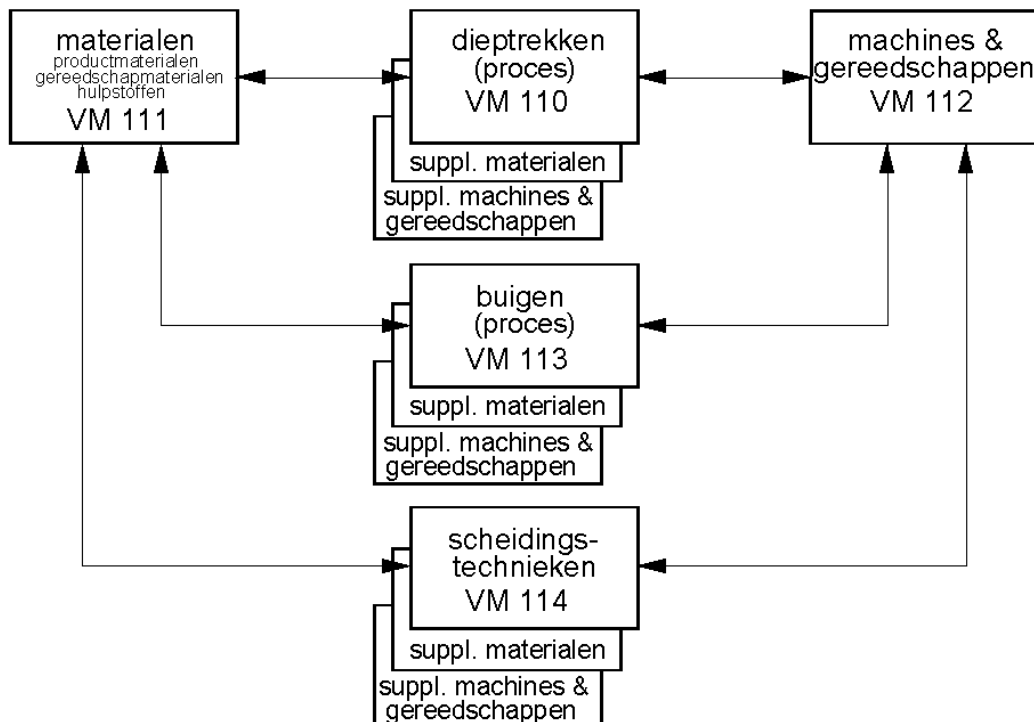 materialen
productmaterialen
gereedschapmaterialen
hulpstoffen
VM 111
dieptrekken
(proces)
VM 110
suppl. materialen
suppl. machines &
gereedschappen
machines &
gereedschappen
VM 112
buigen
(proces)
VM 113
suppl. materialen
suppl. machines &
gereedschappen
scheidings-
technieken
VM 114
suppl. materialen
suppl. machines &
gereedschappen